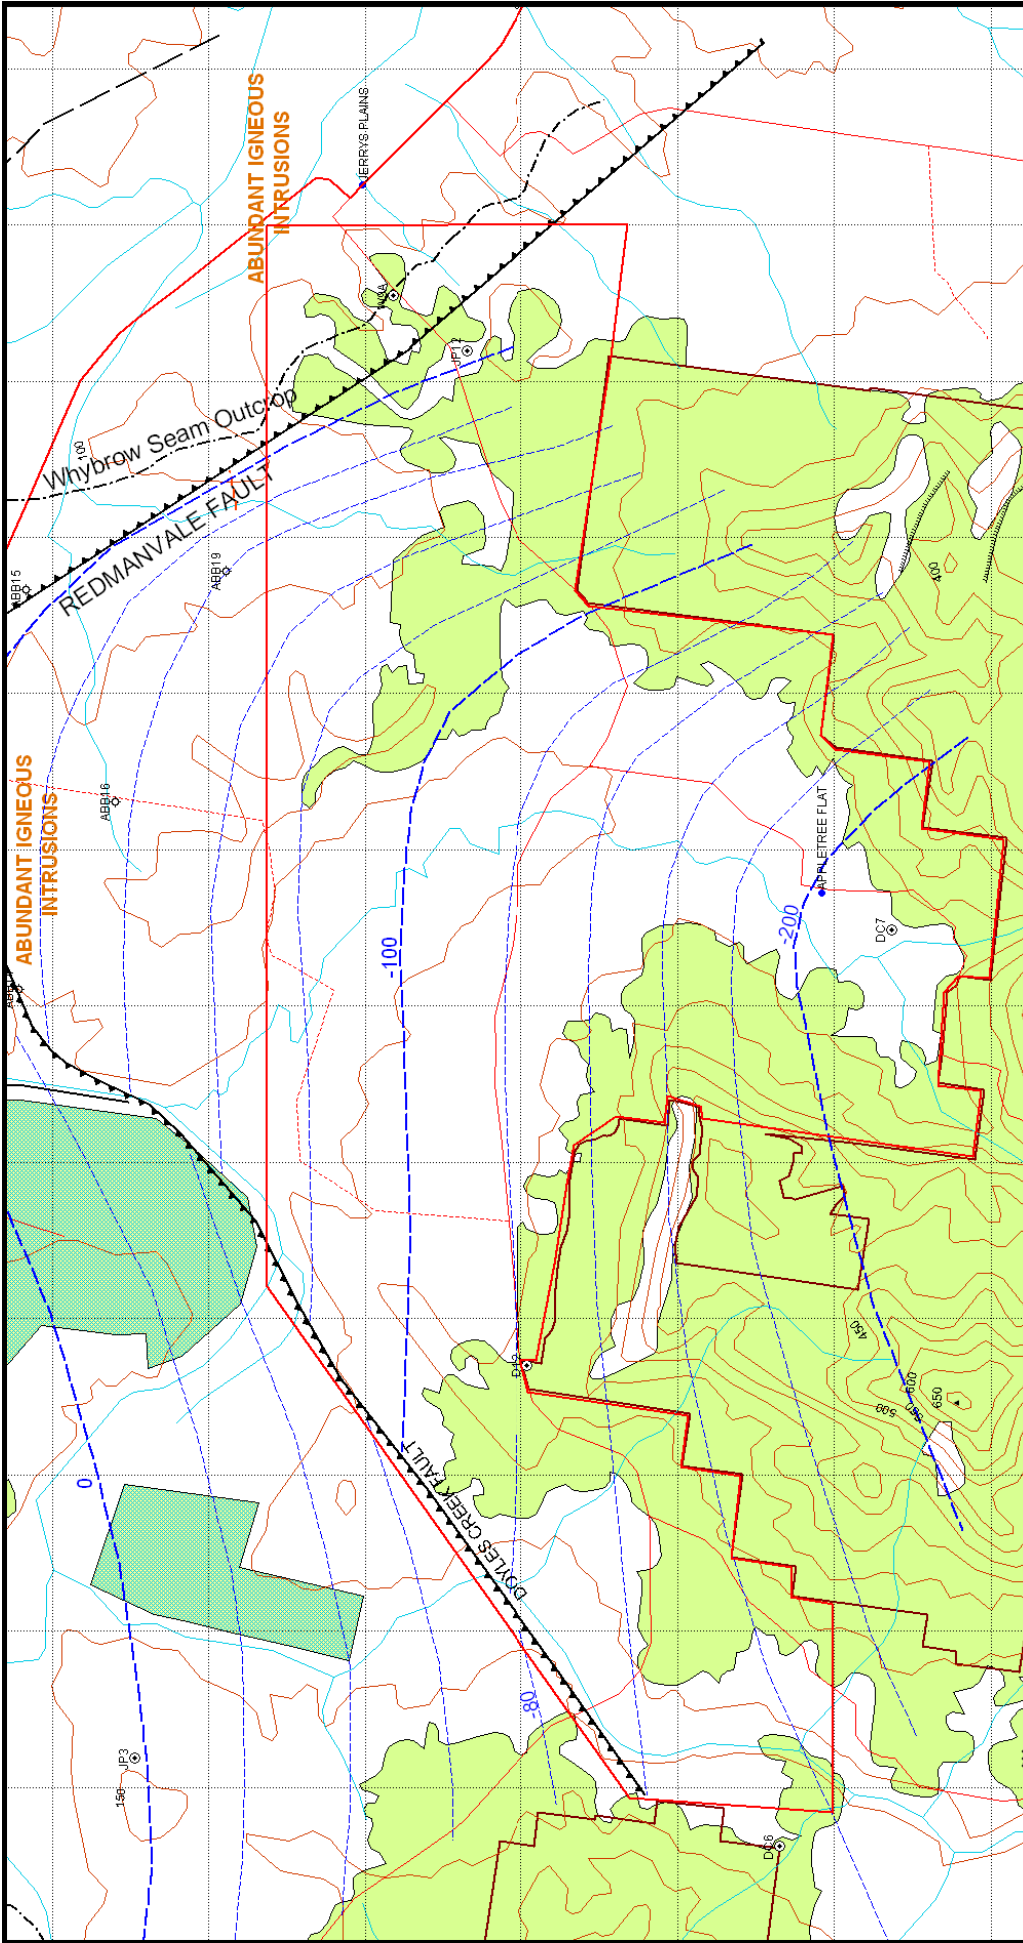 ABUNDANT IGNEOUS
INTRUSIONS
JERRYS PLAINS
JP12
Whybrow Seam Outcrop
100
REDMANVALE FAULT
ABB15
ABB19
400
ABUNDANT IGNEOUS
INTRUSIONS
ABB16
APPLETREE FLAT
-100
-200
DC7
450
500
600
650
0
DOYLES CREEK FAULT
-80
JP3
150
DC6